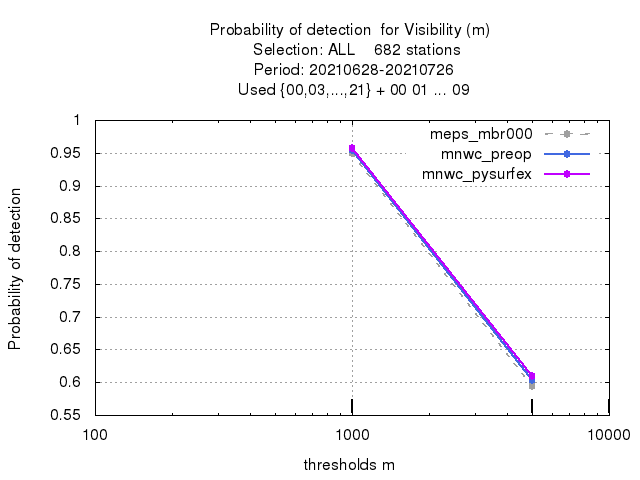 Probability of detection  for Visibility (m)
Selection: ALL    682 stations
Period: 20210628-20210726
Used {00,03,...,21} + 00 01 ... 09
1
0.95
0.9
0.85
0.8
0.75
0.7
0.65
0.6
0.55
Probability of detection
meps_mbr000
mnwc_preop
mnwc_pysurfex
100
1000
10000
thresholds m